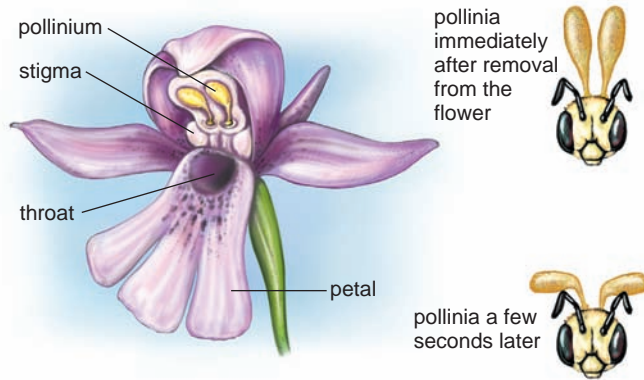 pollinium
stigma
throat
petal
pollinia
immediately
after removal
from the
flower
pollinia a few
seconds later